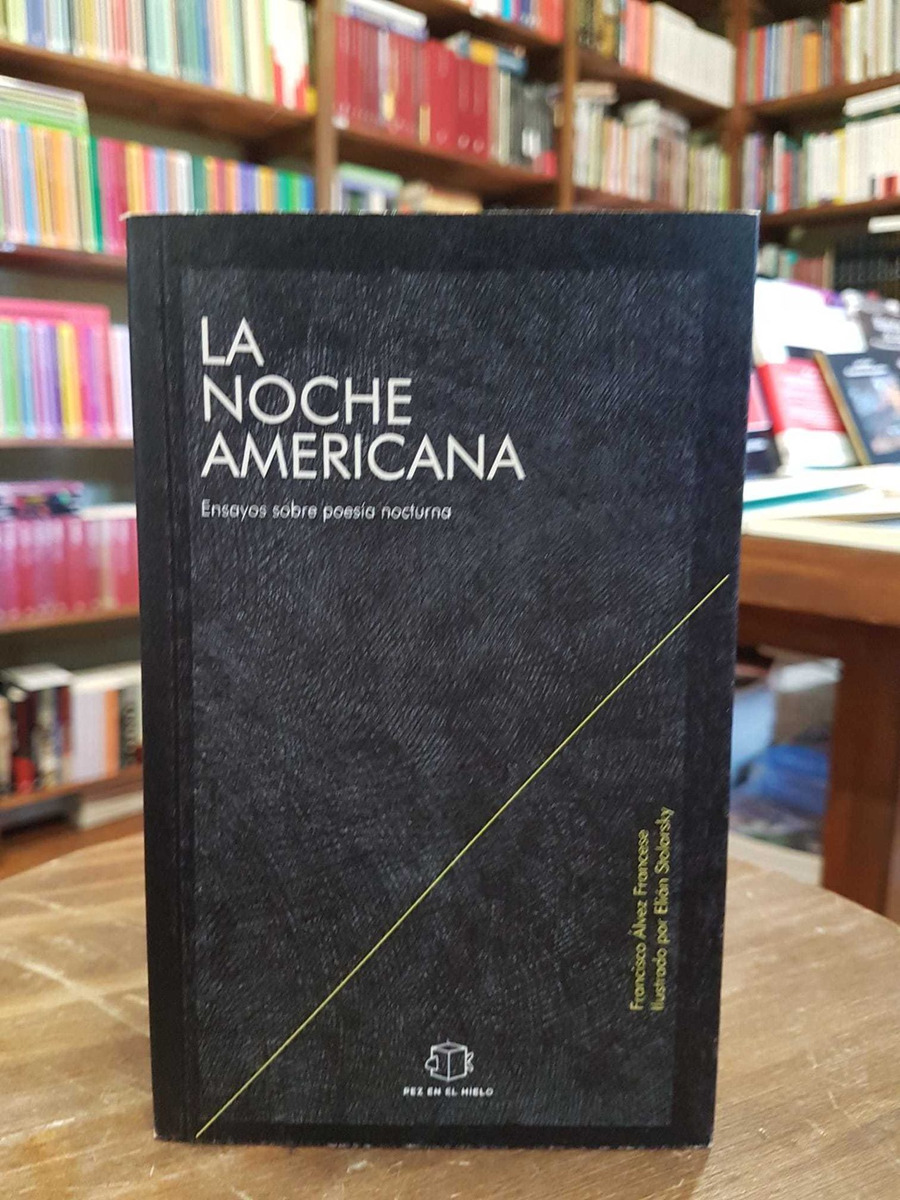 LA
NOCHE
AMERICANA
Ensayos sobre poesía nocturna
Francisco Álvez Francese
Ilustrado por Elián Stolarsky
PEZ EN EL HIELO